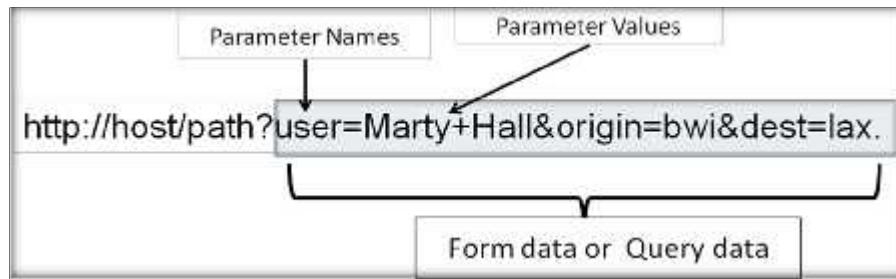 Parameter Names
Parameter Values
http://host/path?user=Marty+Hall&origin=bwi&dest=lax.
Form data or Query data